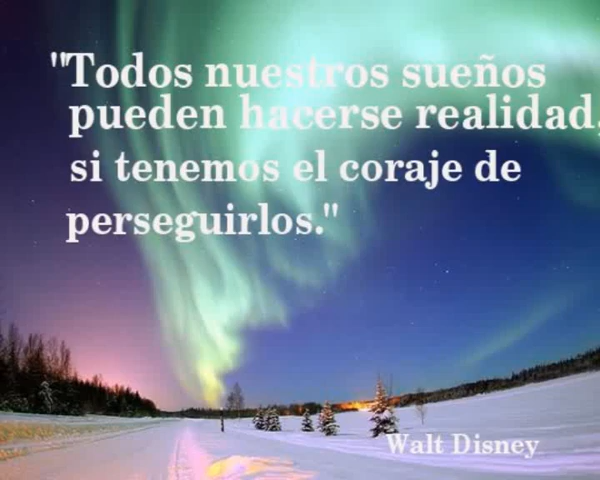 "Todos nuestros sueños
pueden hacerse realidad,
si tenemos el coraje de
perseguirlos."
Walt Disney